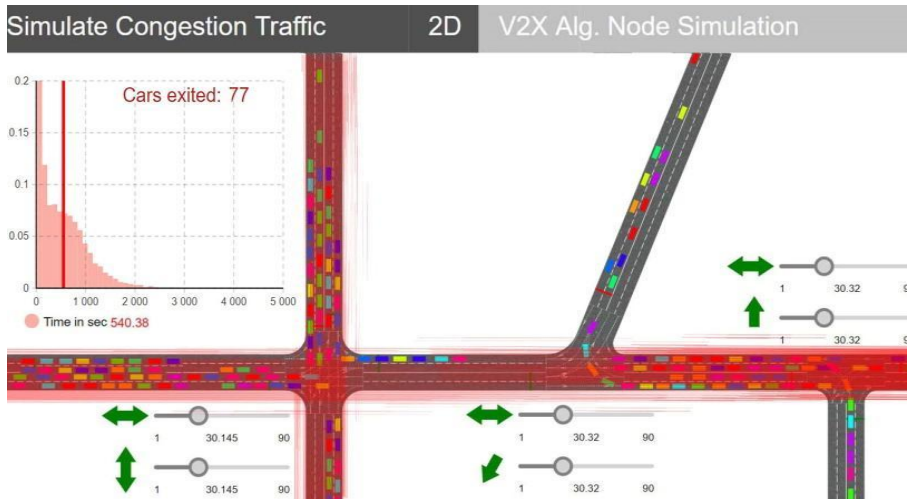 Simulate Congestion Traffic
2D
V2X Alg. Node Simulation
0.2
Cars exited: 77
0.15
0.1
0.05
0
0 1 000 2 000 3 000 4 000 5 000
Time in sec 540.38
1 30.32 9
1 30.32 9
1 30.145 90
1 30.145 90
1 30.32 90
1 30.32 90